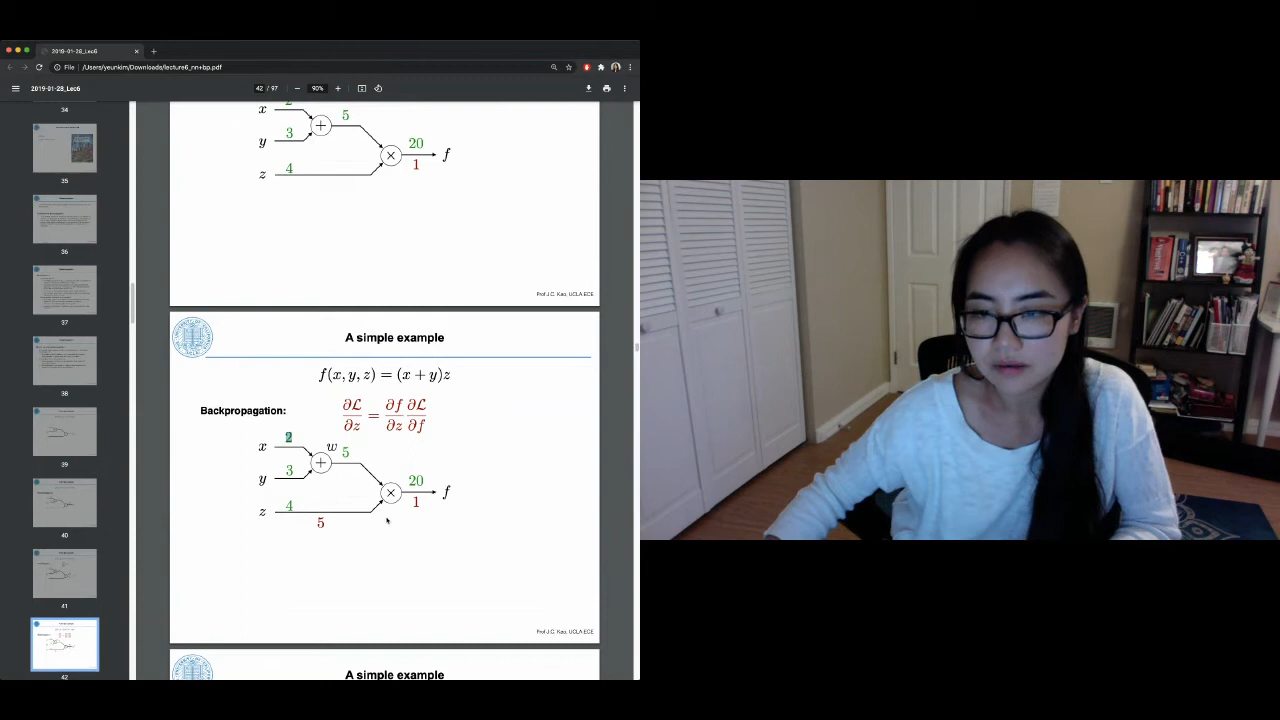 2019-01-28_Lec6
File | /Users/yeunkim/Downloads/lecture6_nn+bp.pdf
2019-01-28_Lec6
42 / 97
90%
34
35
36
37
38
39
40
41
42
x 2
5
y 3
20
+
×
f
1
z 4
Prof J.C. Kao, UCLA ECE
A simple example
f(x, y, z) = (x + y)z
Backpropagation:
∂ℒ/∂z = ∂f/∂z ∂ℒ/∂f
x 2
w 5
+
y 3
20
×
f
1
z 4
5
Prof J.C. Kao, UCLA ECE
A simple example